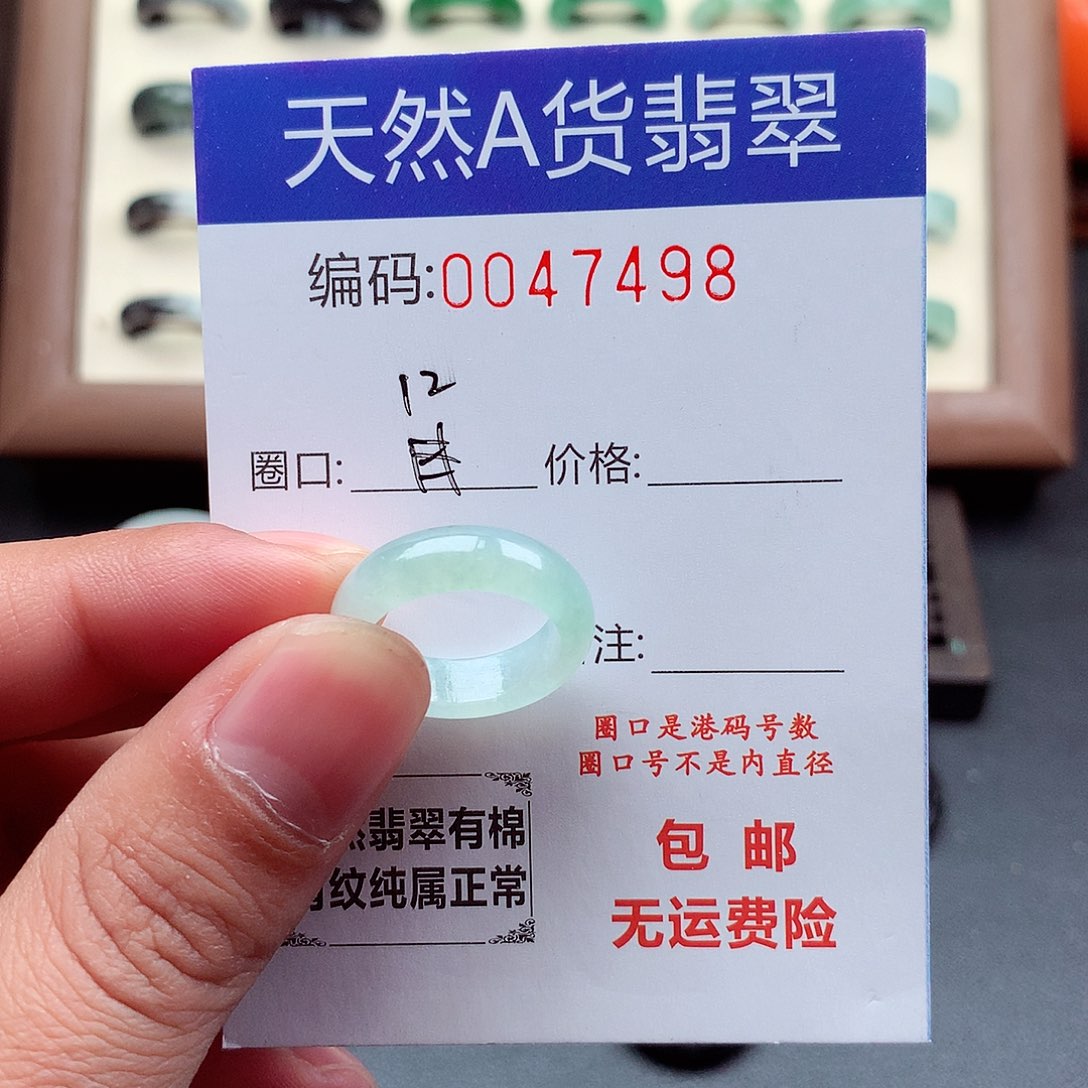 天然A货翡翠
编码:0047498
12
圈口: 价格:
注:
圈口是港码号数
圈口号不是内直径
翡翠有棉
纹纯属正常
包 邮
无运费险